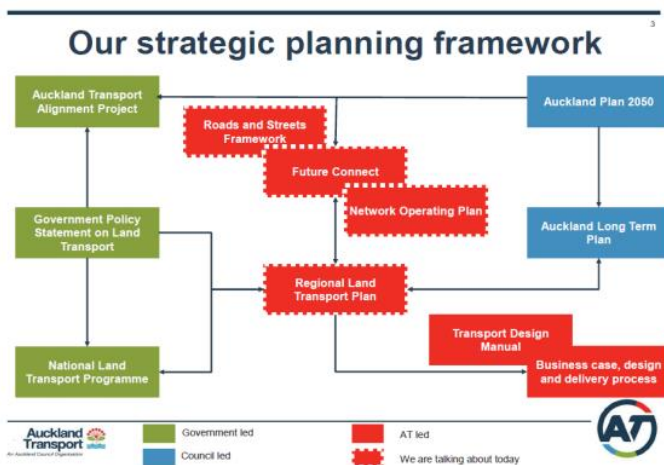 3
Our strategic planning framework
Auckland Transport
Alignment Project
Auckland Plan 2050
Roads and Streets
Framework
Future Connect
Network Operating Plan
Government Policy
Statement on Land
Transport
Auckland Long Term
Plan
Regional Land
Transport Plan
Transport Design
Manual
National Land
Transport Programme
Business case, design
and delivery process
Auckland
Transport
An Auckland Council Organisation
Government led
Council led
AT led
We are talking about today
AT